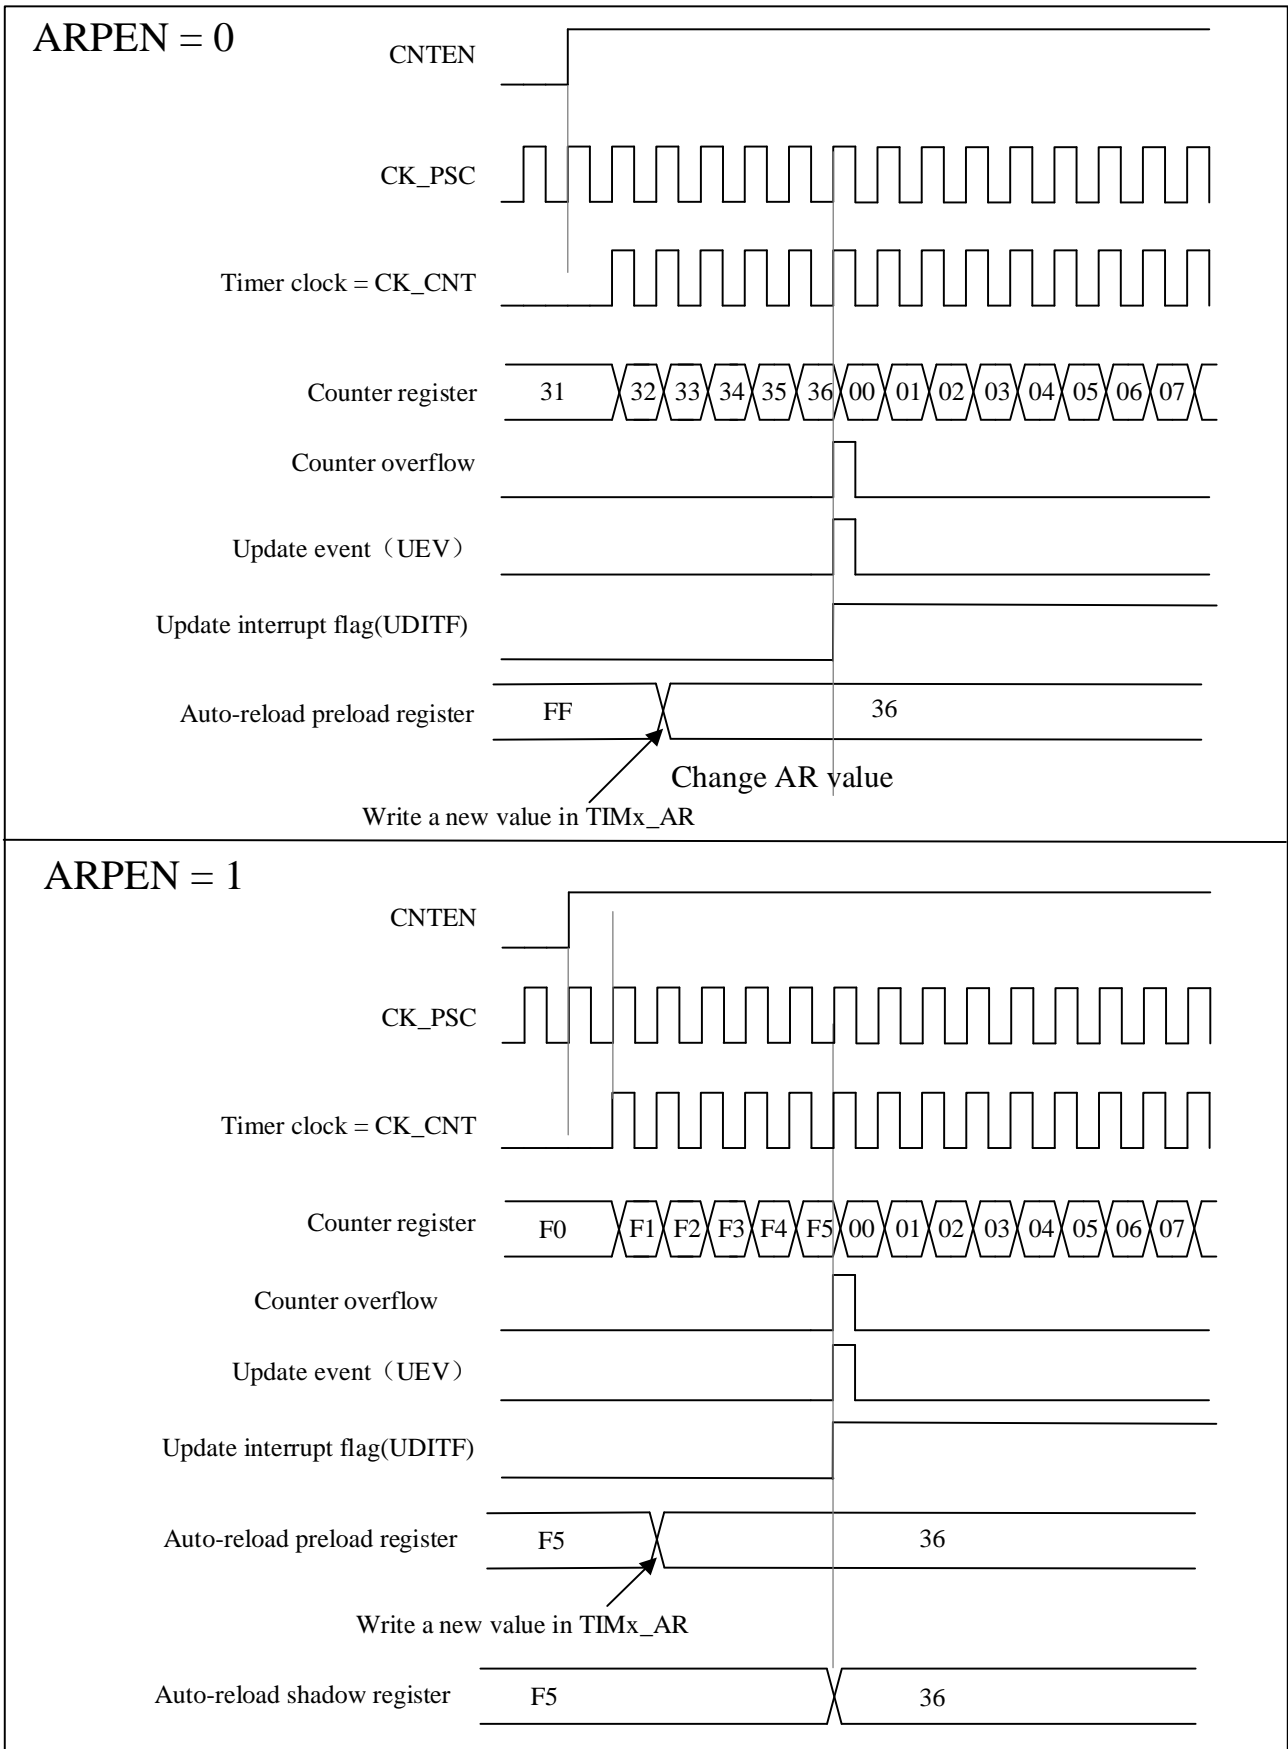 ARPEN = 0
CNTEN
CK_PSC
Timer clock = CK_CNT
Counter register 31 32 33 34 35 36 00 01 02 03 04 05 06 07
Counter overflow
Update event（UEV）
Update interrupt flag(UDITF)
Auto-reload preload register FF 36
Change AR value
Write a new value in TIMx_AR
ARPEN = 1
CNTEN
CK_PSC
Timer clock = CK_CNT
Counter register F0 F1 F2 F3 F4 F5 00 01 02 03 04 05 06 07
Counter overflow
Update event（UEV）
Update interrupt flag(UDITF)
Auto-reload preload register F5 36
Write a new value in TIMx_AR
Auto-reload shadow register F5 36